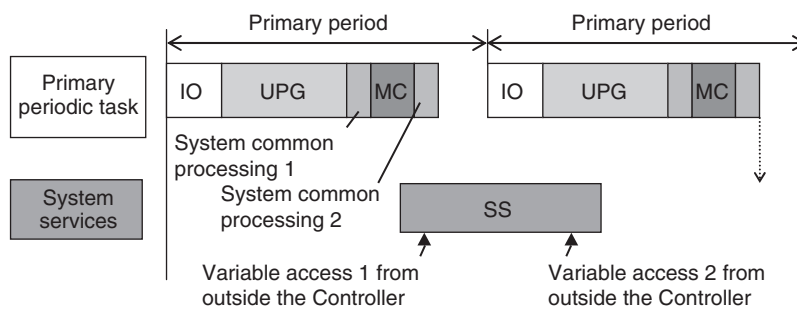 Primary period
Primary period
Primary
periodic task
IO
UPG
MC
IO
UPG
MC
System common
processing 1
System common
processing 2
System
services
SS
Variable access 1 from
outside the Controller
Variable access 2 from
outside the Controller